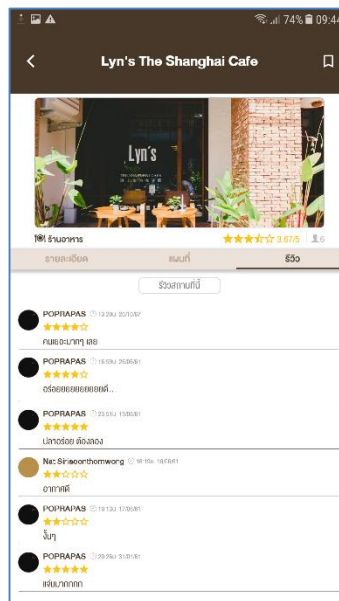 74% 09:44
Lyn's The Shanghai Cafe
Lyn's
ร้านอาหาร
3.67/5 6
รายละเอียด แผนที่ รีวิว
รีวิวสถานที่นี้
POPRAPAS
คนเยอะมากๆ เลย
POPRAPAS
อร่อยยยยยยยยยดี..
POPRAPAS
ปลาอร่อย ต้องลอง
Nat Sirisoonthornwong
อากาศดี
POPRAPAS
งั้นๆ
POPRAPAS
แจ่มมากกกก